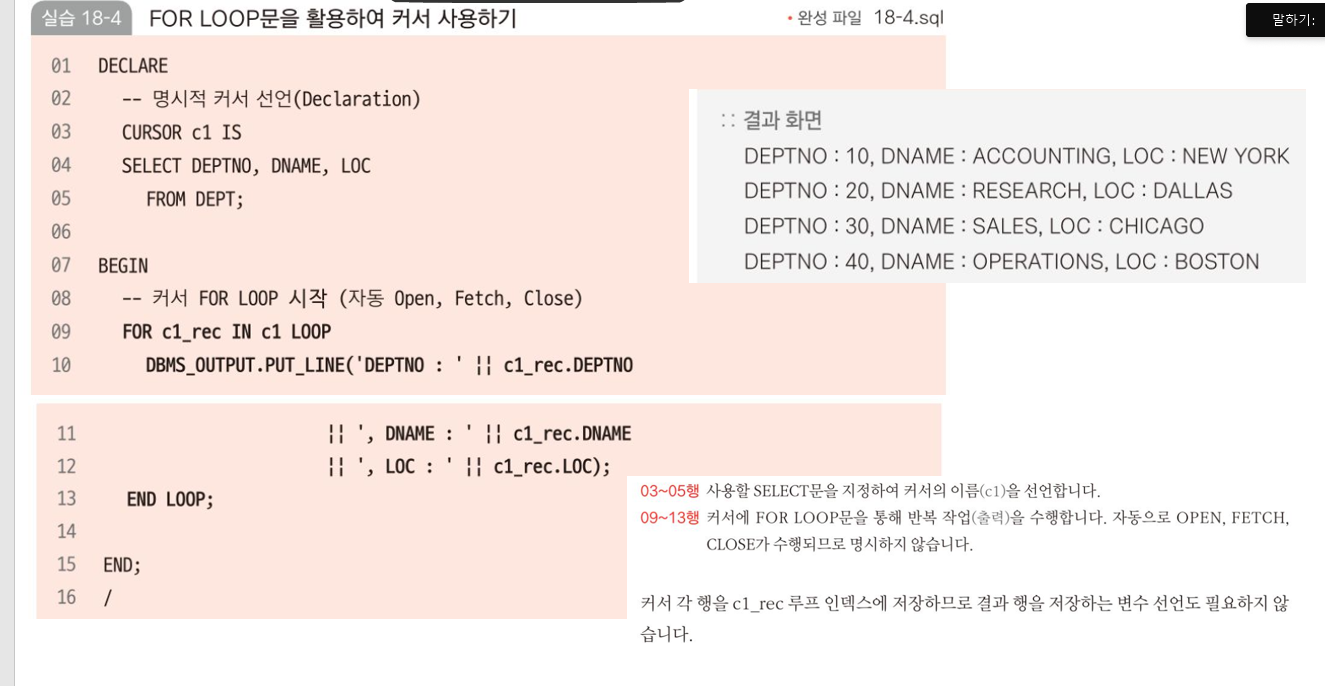 실습 18-4 FOR LOOP문을 활용하여 커서 사용하기
• 완성 파일 18-4.sql
말하기:
01 DECLARE
02 -- 명시적 커서 선언(Declaration)
03 CURSOR c1 IS
04 SELECT DEPTNO, DNAME, LOC
05 FROM DEPT;
06
07 BEGIN
08 -- 커서 FOR LOOP 시작 (자동 Open, Fetch, Close)
09 FOR c1_rec IN c1 LOOP
10 DBMS_OUTPUT.PUT_LINE('DEPTNO : ' || c1_rec.DEPTNO
11 || ', DNAME : ' || c1_rec.DNAME
12 || ', LOC : ' || c1_rec.LOC);
13 END LOOP;
14
15 END;
16 /
:: 결과 화면
DEPTNO : 10, DNAME : ACCOUNTING, LOC : NEW YORK
DEPTNO : 20, DNAME : RESEARCH, LOC : DALLAS
DEPTNO : 30, DNAME : SALES, LOC : CHICAGO
DEPTNO : 40, DNAME : OPERATIONS, LOC : BOSTON
03~05행 사용할 SELECT문을 지정하여 커서의 이름(c1)을 선언합니다.
09~13행 커서에 FOR LOOP문을 통해 반복 작업(출력)을 수행합니다. 자동으로 OPEN, FETCH,
CLOSE가 수행되므로 명시하지 않습니다.
커서 각 행을 c1_rec 루프 인덱스에 저장하므로 결과 행을 저장하는 변수 선언도 필요하지 않
습니다.